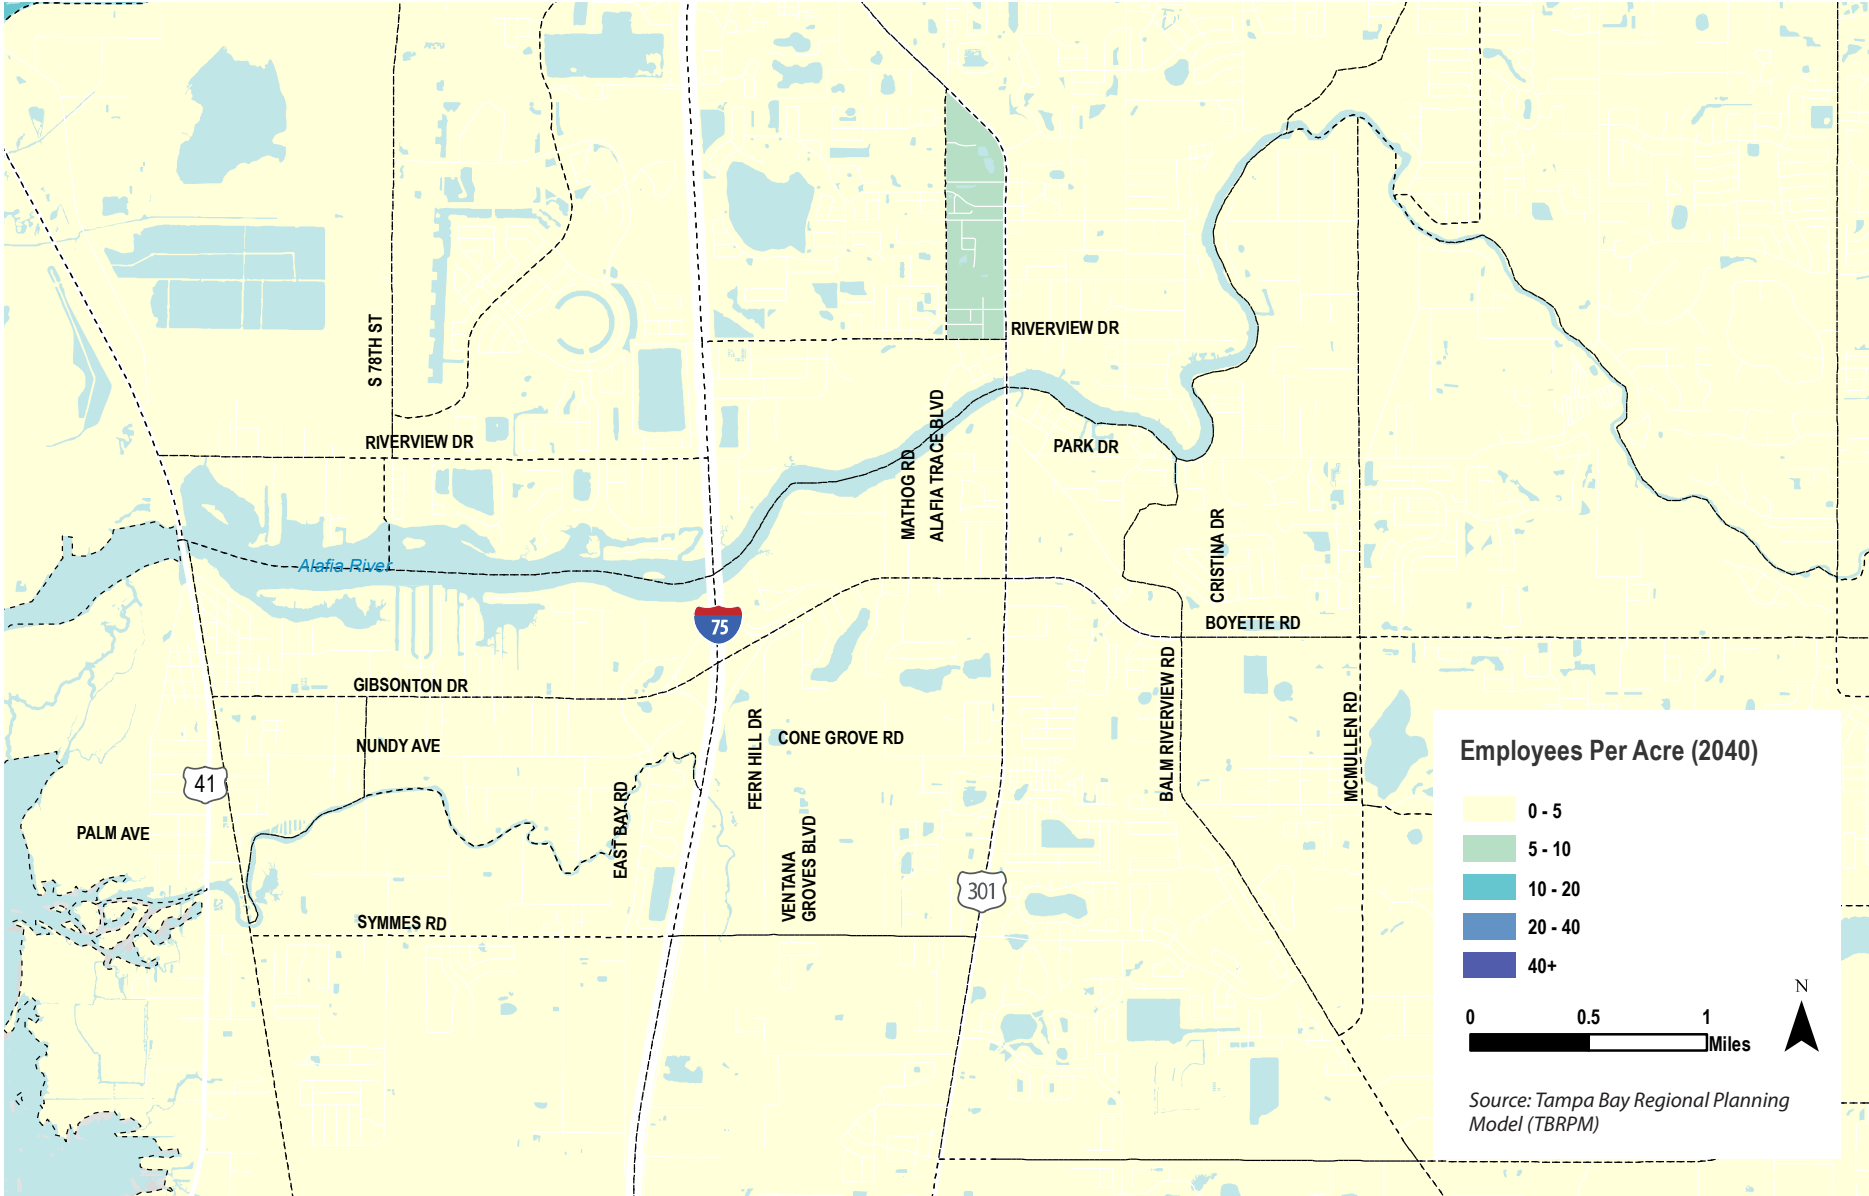 RIVERVIEW DR
S 78TH ST
RIVERVIEW DR
MATHOG RD
ALAFIA TRACE BLVD
PARK DR
CRISTINA DR
Alafia River
75
BOYETTE RD
GIBSONTON DR
BALM RIVERVIEW RD
MCMULLEN RD
NUNDY AVE
FERN HILL DR
CONE GROVE RD
41
PALM AVE
EAST BAY RD
VENTANA
GROVES BLVD
301
SYMMES RD
Employees Per Acre (2040)
0 - 5
5 - 10
10 - 20
20 - 40
40+
N
0 0.5 1
Miles
Source: Tampa Bay Regional Planning
Model (TBRPM)